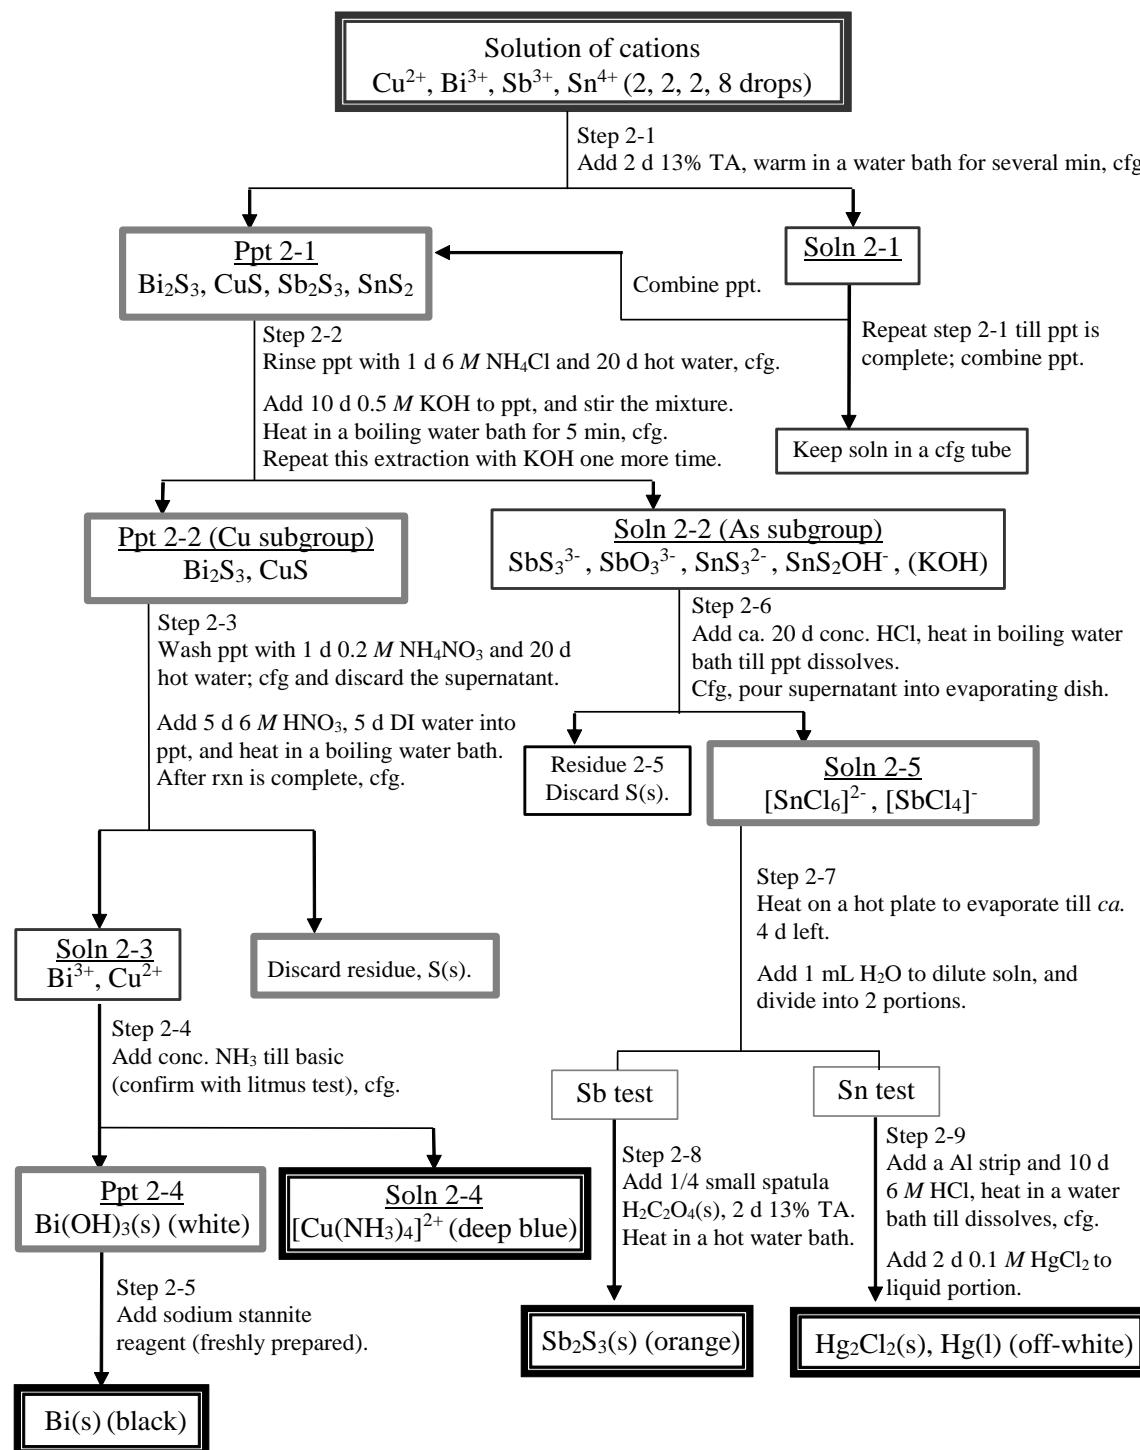 Solution of cations
Cu²⁺, Bi³⁺, Sb³⁺, Sn⁴⁺ (2, 2, 2, 8 drops)
Step 2-1
Add 2 d 13% TA, warm in a water bath for several min, cfg
Ppt 2-1
Bi₂S₃, CuS, Sb₂S₃, SnS₂
Soln 2-1
Combine ppt.
Repeat step 2-1 till ppt is
complete; combine ppt.
Keep soln in a cfg tube
Step 2-2
Rinse ppt with 1 d 6 M NH₄Cl and 20 d hot water, cfg.
Add 10 d 0.5 M KOH to ppt, and stir the mixture.
Heat in a boiling water bath for 5 min, cfg.
Repeat this extraction with KOH one more time.
Ppt 2-2 (Cu subgroup)
Bi₂S₃, CuS
Soln 2-2 (As subgroup)
SbS₃³⁻, SbO₃³⁻, SnS₃²⁻, SnS₂OH⁻, (KOH)
Step 2-3
Wash ppt with 1 d 0.2 M NH₄NO₃ and 20 d
hot water; cfg and discard the supernatant.
Add 5 d 6 M HNO₃, 5 d DI water into
ppt, and heat in a boiling water bath.
After rxn is complete, cfg.
Step 2-6
Add ca. 20 d conc. HCl, heat in boiling water
bath till ppt dissolves.
Cfg, pour supernatant into evaporating dish.
Residue 2-5
Discard S(s).
Soln 2-5
[SnCl₆]²⁻, [SbCl₄]⁻
Soln 2-3
Bi³⁺, Cu²⁺
Discard residue, S(s).
Step 2-7
Heat on a hot plate to evaporate till ca.
4 d left.
Add 1 mL H₂O to dilute soln, and
divide into 2 portions.
Step 2-4
Add conc. NH₃ till basic
(confirm with litmus test), cfg.
Sb test
Sn test
Ppt 2-4
Bi(OH)₃(s) (white)
Soln 2-4
[Cu(NH₃)₄]²⁺ (deep blue)
Step 2-8
Add 1/4 small spatula
H₂C₂O₄(s), 2 d 13% TA.
Heat in a hot water bath.
Step 2-9
Add a Al strip and 10 d
6 M HCl, heat in a water
bath till dissolves, cfg.
Add 2 d 0.1 M HgCl₂ to
liquid portion.
Step 2-5
Add sodium stannite
reagent (freshly prepared).
Bi(s) (black)
Sb₂S₃(s) (orange)
Hg₂Cl₂(s), Hg(l) (off-white)